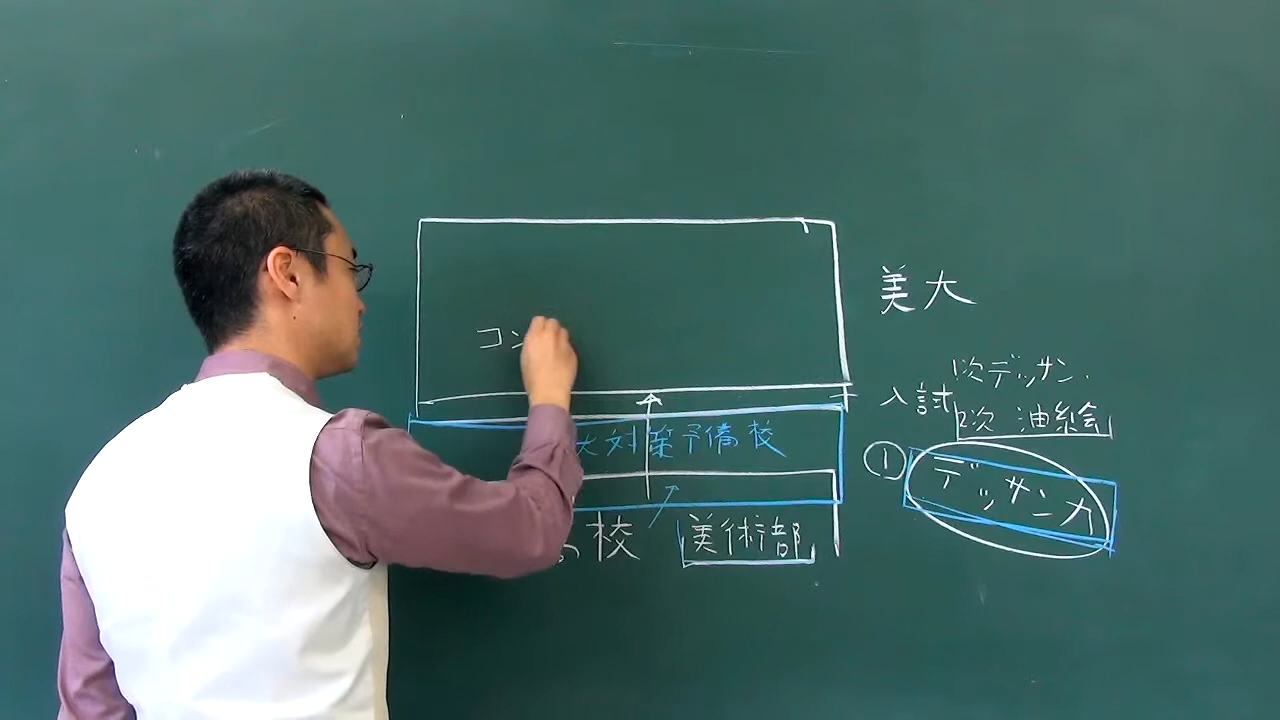 美大
コン
1次デッサン
入試
2次 油絵
大対策予備校
①
デッサン力
校
美術部